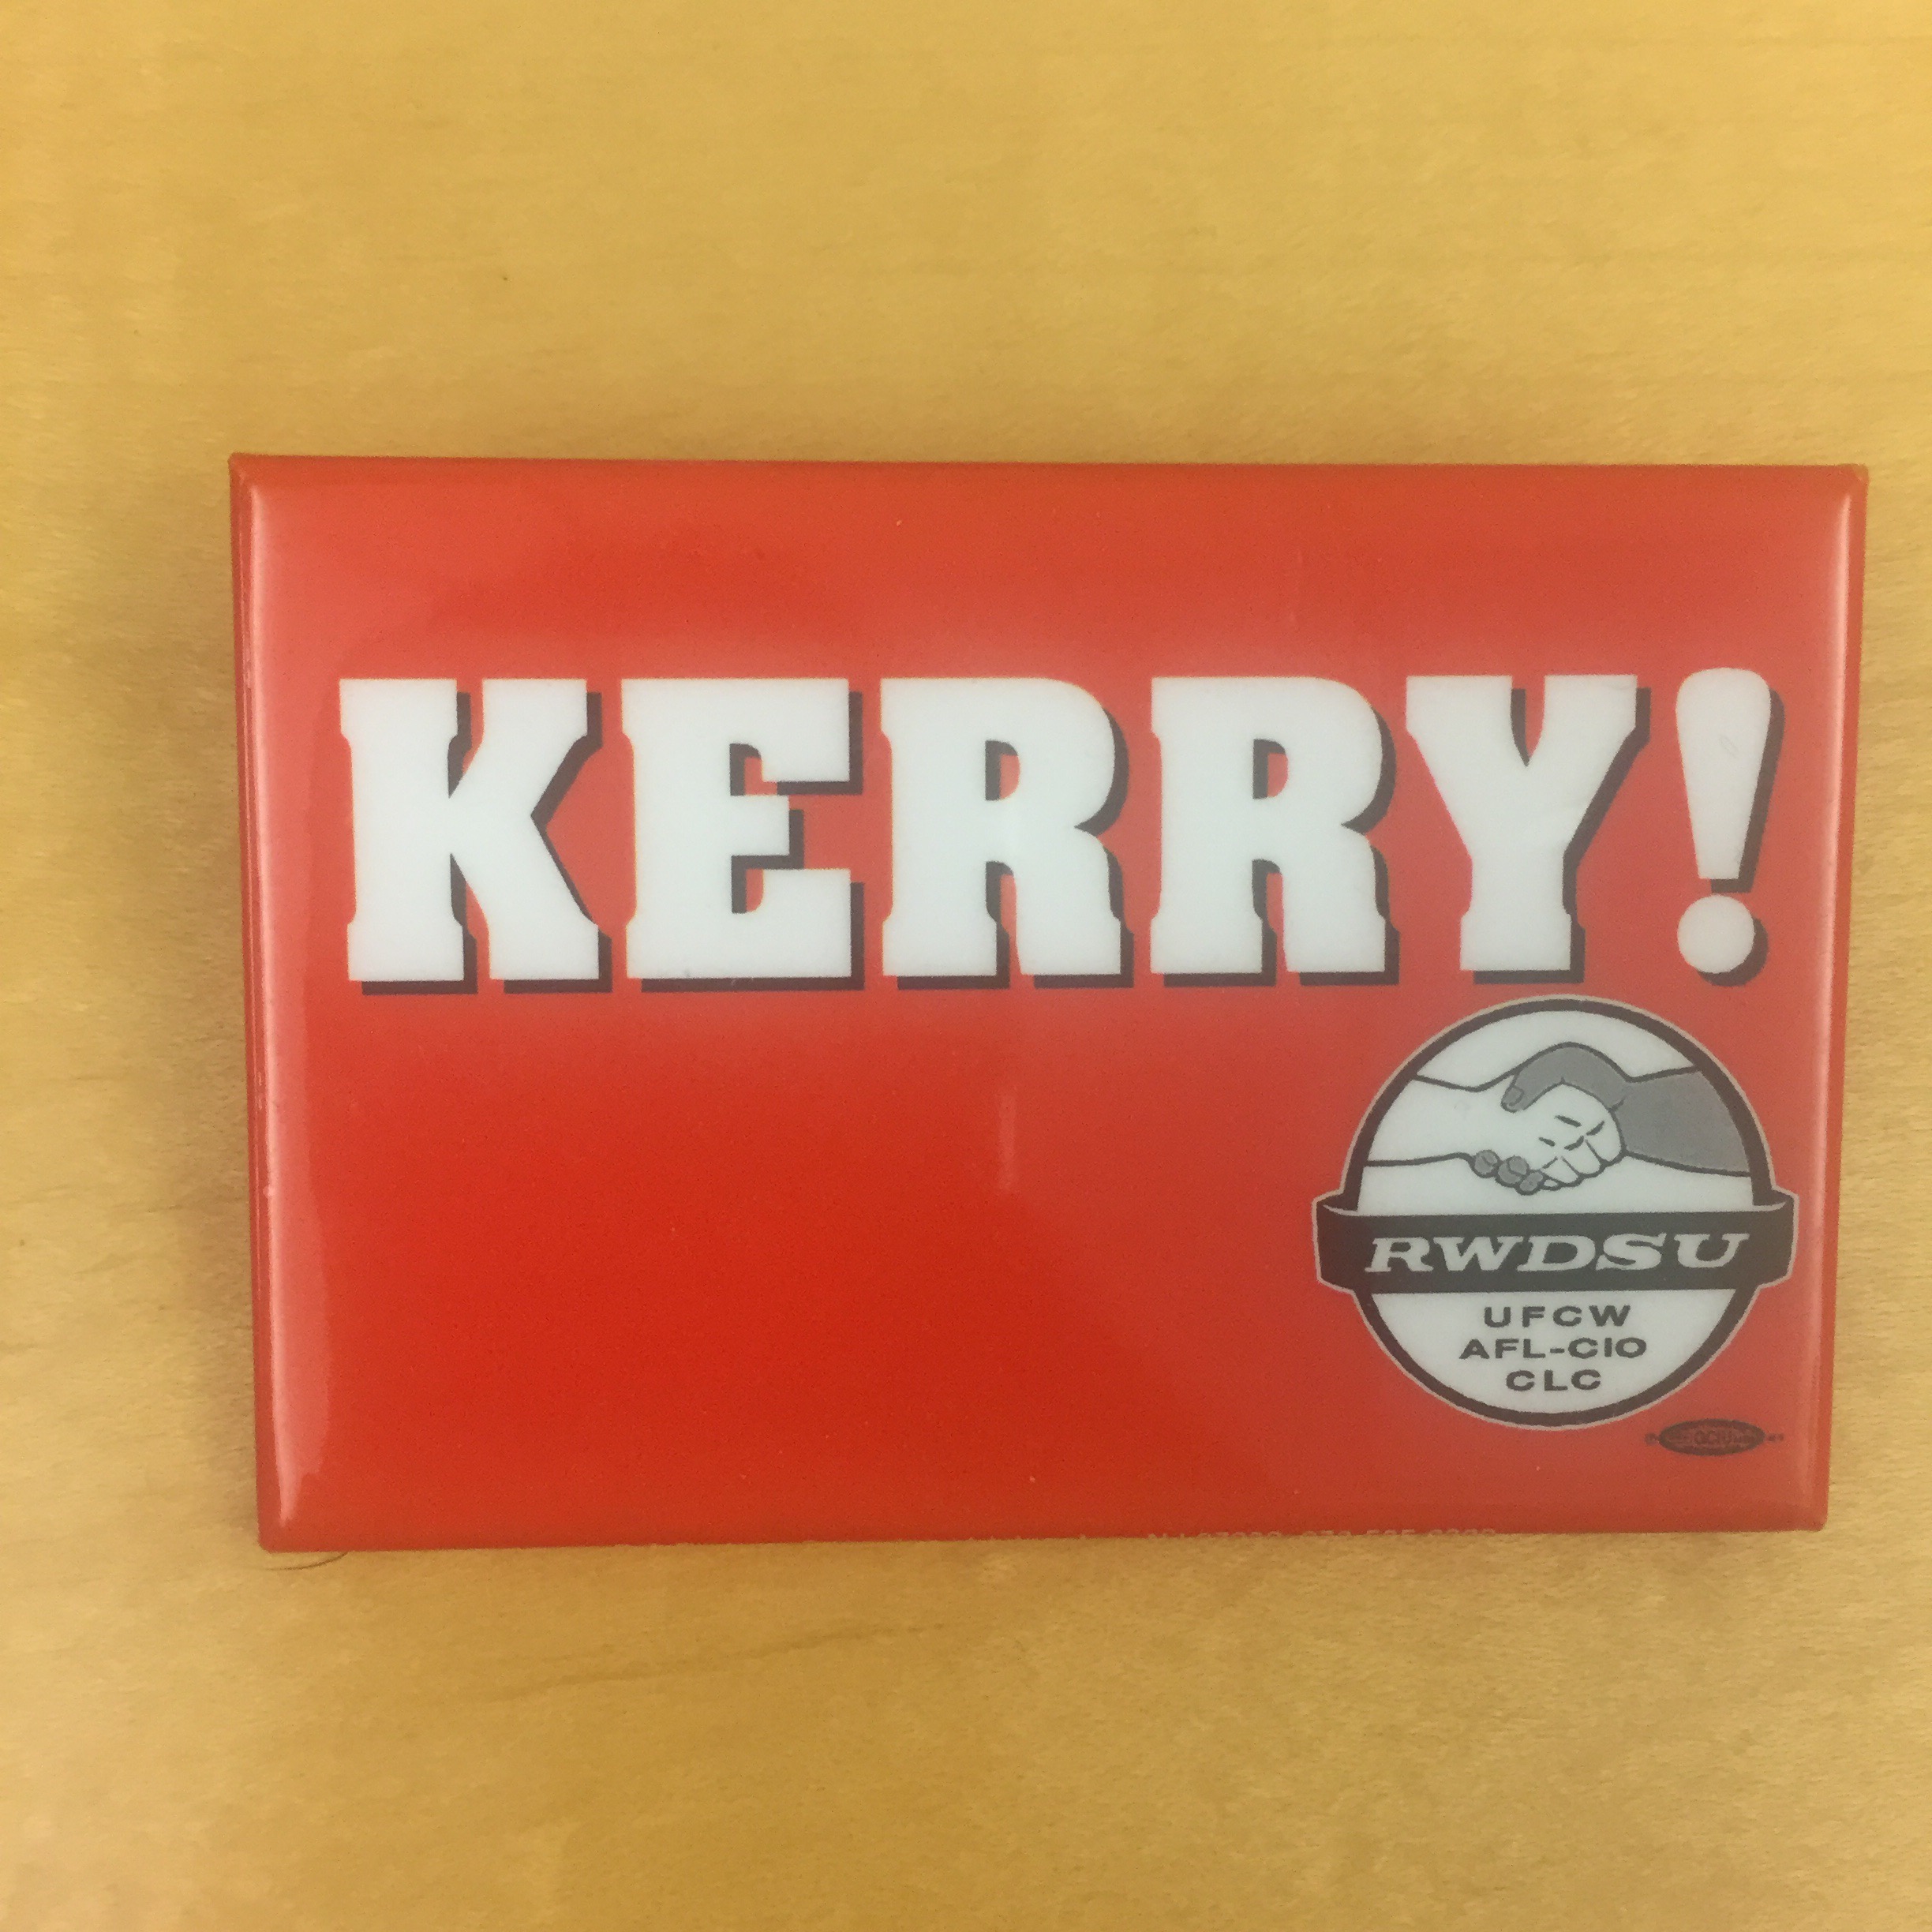 KERRY!
RWDSU
UFCW
AFL-CIO
CLC